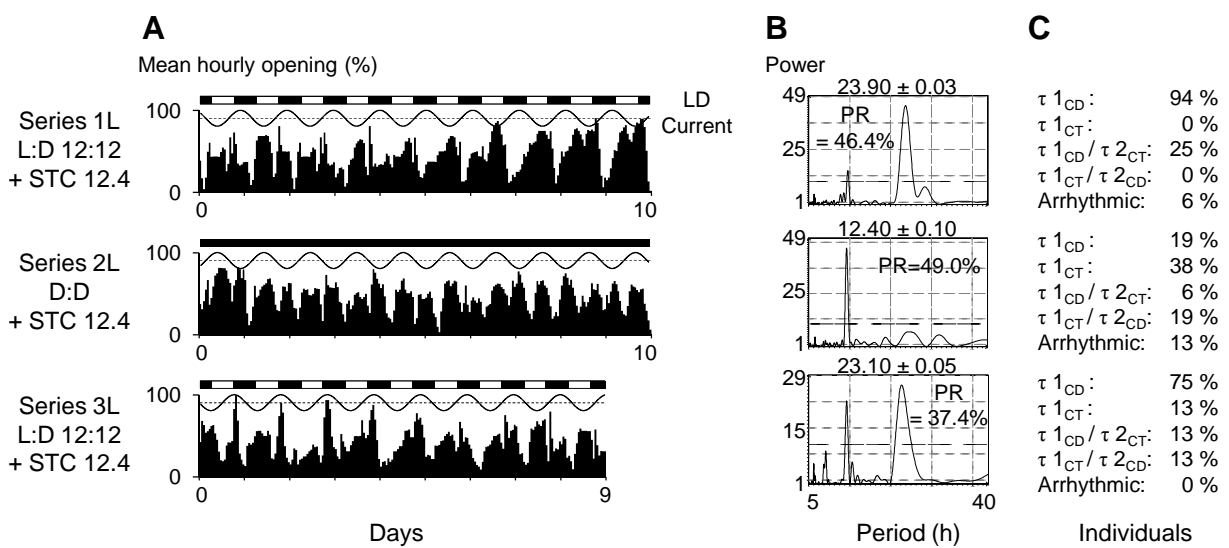 A
B
C
Mean hourly opening (%)
Power
LD
Current
Series 1L
L:D 12:12
+ STC 12.4
100
0
0
10
23.90 ± 0.03
49
25
1
PR
= 46.4%
τ 1CD : 94 %
τ 1CT : 0 %
τ 1CD / τ 2CT: 25 %
τ 1CT / τ 2CD: 0 %
Arrhythmic: 6 %
Series 2L
D:D
+ STC 12.4
100
0
0
10
12.40 ± 0.10
49
25
1
PR=49.0%
τ 1CD : 19 %
τ 1CT : 38 %
τ 1CD / τ 2CT: 6 %
τ 1CT / τ 2CD: 19 %
Arrhythmic: 13 %
Series 3L
L:D 12:12
+ STC 12.4
100
0
0
9
23.10 ± 0.05
29
15
1
PR
= 37.4%
5
40
τ 1CD : 75 %
τ 1CT : 13 %
τ 1CD / τ 2CT: 13 %
τ 1CT / τ 2CD: 13 %
Arrhythmic: 0 %
Days
Period (h)
Individuals